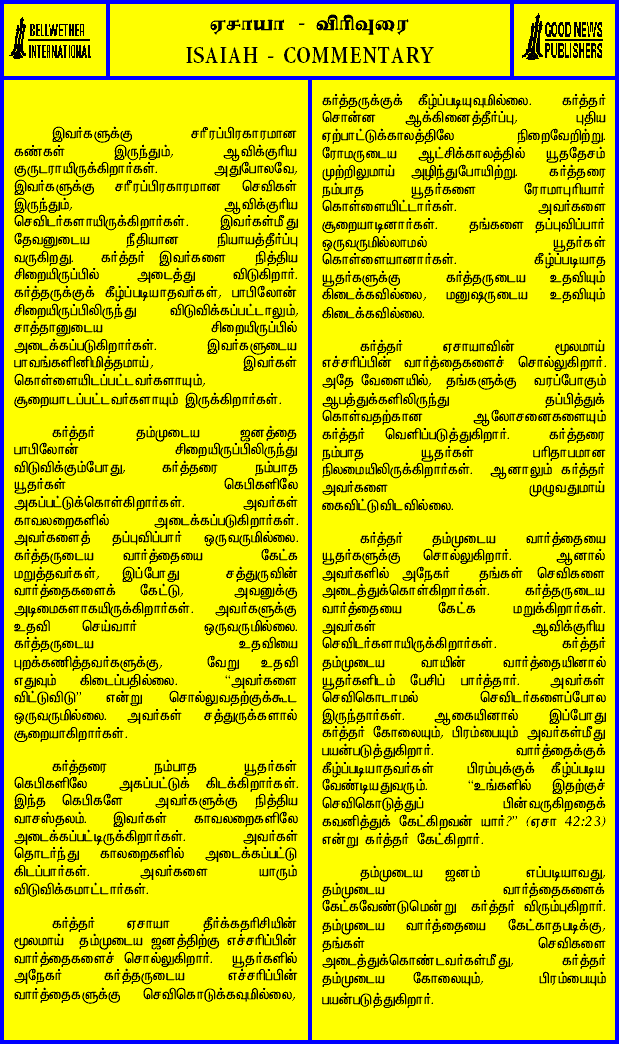 BELLWETHER
INTERNATIONAL
ஏசாயா - விரிவுரை
ISAIAH - COMMENTARY
GOOD NEWS
PUBLISHERS
இவர்களுக்கு சரீரப்பிரகாரமான
கண்கள் இருந்தும், ஆவிக்குரிய
குருடராயிருக்கிறார்கள். அதுபோலவே,
இவர்களுக்கு சரீரப்பிரகாரமான செவிகள்
இருந்தும், ஆவிக்குரிய
செவிடர்களாயிருக்கிறார்கள். இவர்கள்மீது
தேவனுடைய நீதியான நியாயத்தீர்ப்பு
வருகிறது. கர்த்தர் இவர்களை நித்திய
சிறையிருப்பில் அடைத்து விடுகிறார்.
கர்த்தருக்குக் கீழ்ப்படியாதவர்கள், பாபிலோன்
சிறையிருப்பிலிருந்து விடுவிக்கப்பட்டாலும்,
சாத்தானுடைய சிறையிருப்பில்
அடைக்கப்படுகிறார்கள். இவர்களுடைய
பாவங்களினிமித்தமாய், இவர்கள்
கொள்ளையிடப்பட்டவர்களாயும்,
சூறையாடப்பட்டவர்களாயும் இருக்கிறார்கள்.
கர்த்தர் தம்முடைய ஜனத்தை
பாபிலோன் சிறையிருப்பிலிருந்து
விடுவிக்கும்போது, கர்த்தரை நம்பாத
யூதர்கள் கெபிகளிலே
அகப்பட்டுக்கொள்கிறார்கள். அவர்கள்
காவலறைகளில் அடைக்கப்படுகிறார்கள்.
அவர்களைத் தப்புவிப்பார் ஒருவருமில்லை.
கர்த்தருடைய வார்த்தையை கேட்க
மறுத்தவர்கள், இப்போது சத்துருவின்
வார்த்தைகளைக் கேட்டு, அவனுக்கு
அடிமைகளாகயிருக்கிறார்கள். அவர்களுக்கு
உதவி செய்வார் ஒருவருமில்லை.
கர்த்தருடைய உதவியை
புறக்கணித்தவர்களுக்கு, வேறு உதவி
எதுவும் கிடைப்பதில்லை. “அவர்களை
விட்டுவிடு” என்று சொல்லுவதற்குக்கூட
ஒருவருமில்லை. அவர்கள் சத்துருக்களால்
சூறையாகிறார்கள்.
கர்த்தரை நம்பாத யூதர்கள்
கெபிகளிலே அகப்பட்டுக் கிடக்கிறார்கள்.
இந்த கெபிகளே அவர்களுக்கு நித்திய
வாசஸ்தலம். இவர்கள் காவலறைகளிலே
அடைக்கப்பட்டிருக்கிறார்கள். அவர்கள்
தொடர்ந்து காலறைகளில் அடைக்கப்பட்டு
கிடப்பார்கள். அவர்களை யாரும்
விடுவிக்கமாட்டார்கள்.
கர்த்தர் ஏசாயா தீர்க்கதரிசியின்
மூலமாய் தம்முடைய ஜனத்திற்கு எச்சரிப்பின்
வார்த்தைகளைச் சொல்லுகிறார். யூதர்களில்
அநேகர் கர்த்தருடைய எச்சரிப்பின்
வார்த்தைகளுக்கு செவிகொடுக்கவுமில்லை,
கர்த்தருக்குக் கீழ்ப்படியுவுமில்லை. கர்த்தர்
சொன்ன ஆக்கினைத்தீர்ப்பு, புதிய
ஏற்பாட்டுக்காலத்திலே நிறைவேறிற்று.
ரோமருடைய ஆட்சிக்காலத்தில் யூததேசம்
முற்றிலுமாய் அழிந்துபோயிற்று. கர்த்தரை
நம்பாத யூதர்களை ரோமாபுரியார்
கொள்ளையிட்டார்கள். அவர்களை
சூறையாடினார்கள். தங்களை தப்புவிப்பார்
ஒருவருமில்லாமல் யூதர்கள்
கொள்ளையானார்கள். கீழ்ப்படியாத
யூதர்களுக்கு கர்த்தருடைய உதவியும்
கிடைக்கவில்லை, மனுஷருடைய உதவியும்
கிடைக்கவில்லை.
கர்த்தர் ஏசாயாவின் மூலமாய்
எச்சரிப்பின் வார்த்தைகளைச் சொல்லுகிறார்.
அதே வேளையில், தங்களுக்கு வரப்போகும்
ஆபத்துக்களிலிருந்து தப்பித்துக்
கொள்வதற்கான ஆலோசனைகளையும்
கர்த்தர் வெளிப்படுத்துகிறார். கர்த்தரை
நம்பாத யூதர்கள் பரிதாபமான
நிலமையிலிருக்கிறார்கள். ஆனாலும் கர்த்தர்
அவர்களை முழுவதுமாய்
கைவிட்டுவிடவில்லை.
கர்த்தர் தம்முடைய வார்த்தையை
யூதர்களுக்கு சொல்லுகிறார். ஆனால்
அவர்களில் அநேகர் தங்கள் செவிகளை
அடைத்துக்கொள்கிறார்கள். கர்த்தருடைய
வார்த்தையை கேட்க மறுக்கிறார்கள்.
அவர்கள் ஆவிக்குரிய
செவிடர்களாயிருக்கிறார்கள். கர்த்தர்
தம்முடைய வாயின் வார்த்தையினால்
யூதர்களிடம் பேசிப் பார்த்தார். அவர்கள்
செவிகொடாமல் செவிடர்களைப்போல
இருந்தார்கள். ஆகையினால் இப்போது
கர்த்தர் கோலையும், பிரம்பையும் அவர்கள்மீது
பயன்படுத்துகிறார். வார்த்தைக்குக்
கீழ்ப்படியாதவர்கள் பிரம்புக்குக் கீழ்ப்படிய
வேண்டியதுவரும். “உங்களில் இதற்குச்
செவிகொடுத்துப் பின்வருகிறதைக்
கவனித்துக் கேட்கிறவன் யார்?” (ஏசா 42:23)
என்று கர்த்தர் கேட்கிறார்.
தம்முடைய ஜனம் எப்படியாவது,
தம்முடைய வார்த்தைகளைக்
கேட்கவேண்டுமென்று கர்த்தர் விரும்புகிறார்.
தம்முடைய வார்த்தையை கேட்காதபடிக்கு,
தங்கள் செவிகளை
அடைத்துக்கொண்டவர்கள்மீது, கர்த்தர்
தம்முடைய கோலையும், பிரம்பையும்
பயன்படுத்துகிறார்.